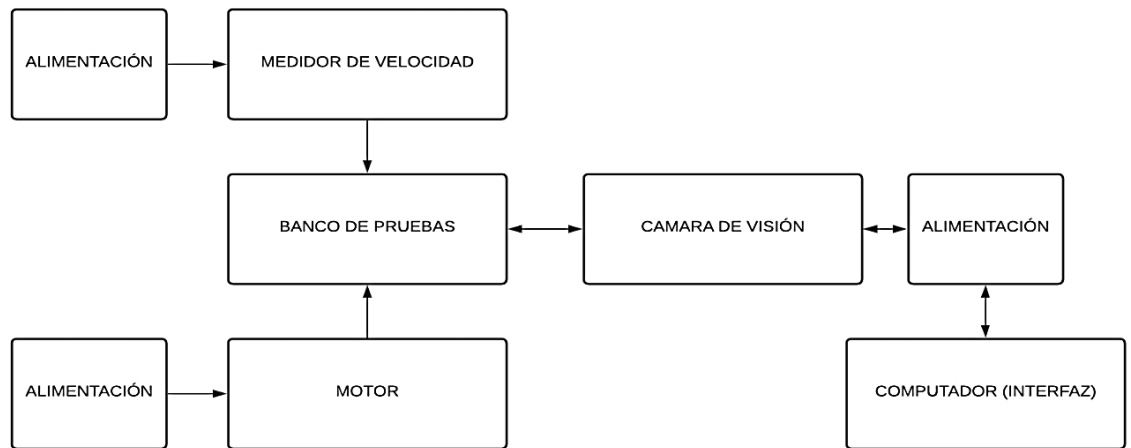 ALIMENTACIÓN
MEDIDOR DE VELOCIDAD
BANCO DE PRUEBAS
CAMARA DE VISIÓN
ALIMENTACIÓN
ALIMENTACIÓN
MOTOR
COMPUTADOR (INTERFAZ)